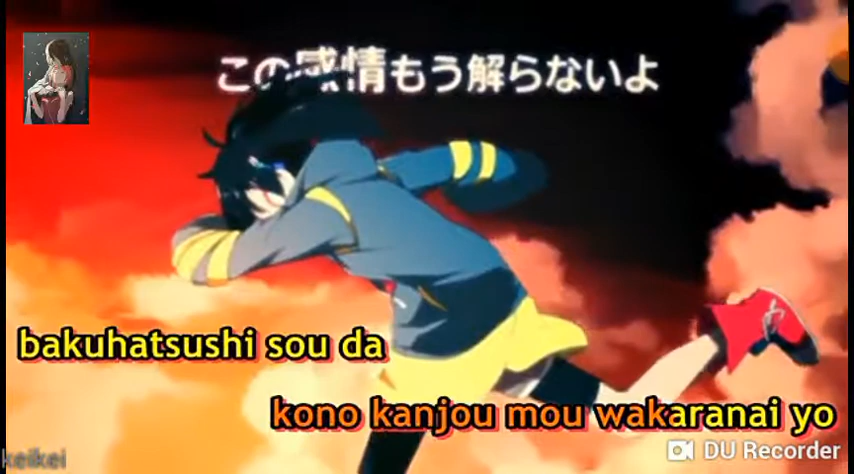 この感情もう解らないよ
bakuhatsushi sou da
kono kanjou mou wakaranai yo
DU Recorder
keikei